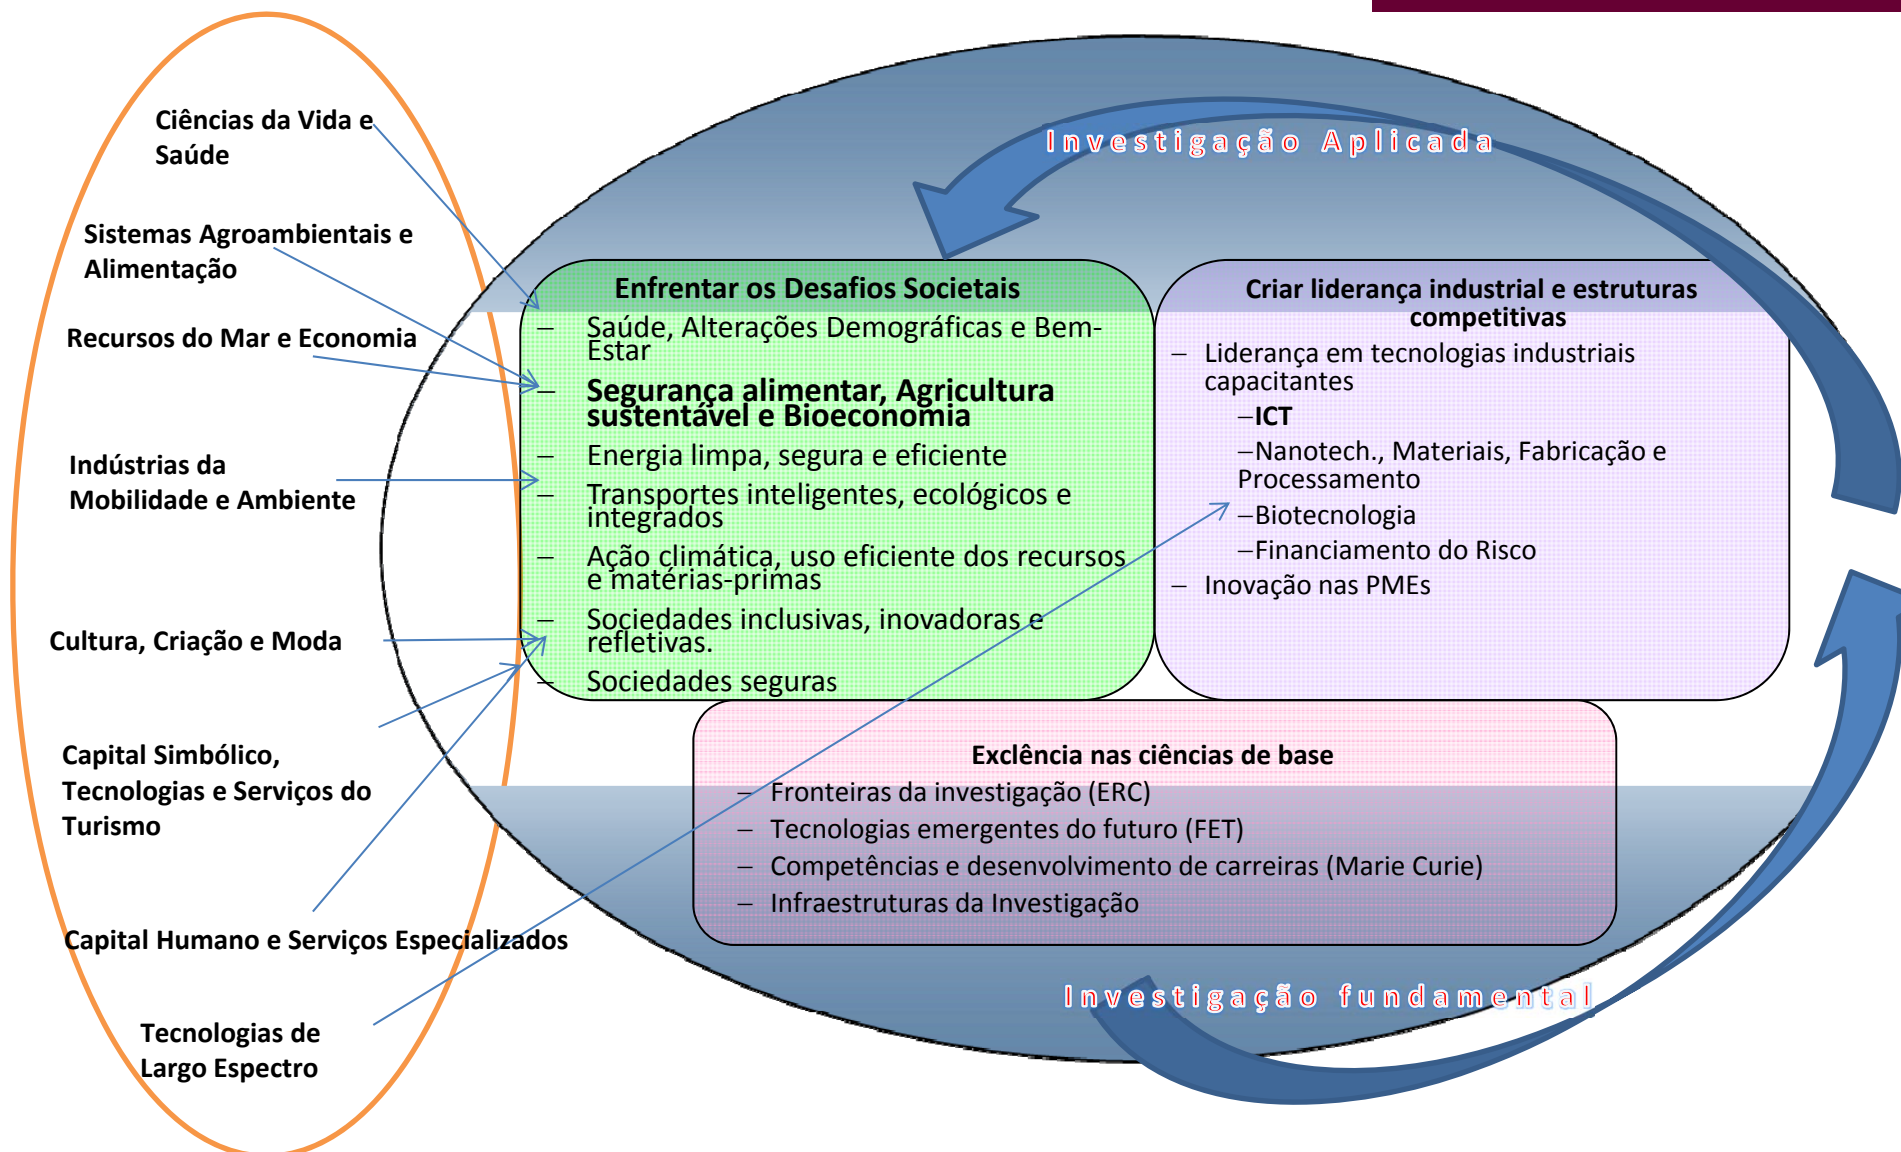 Ciências da Vida e
Saúde
Sistemas Agroambientais e
Alimentação
Recursos do Mar e Economia
Indústrias da
Mobilidade e Ambiente
Cultura, Criação e Moda
Capital Simbólico,
Tecnologias e Serviços do
Turismo
Capital Humano e Serviços Especializados
Tecnologias de
Largo Espectro
Investigação Aplicada
Enfrentar os Desafios Societais
– Saúde, Alterações Demográficas e Bem-
Estar
– Segurança alimentar, Agricultura
sustentável e Bioeconomia
– Energia limpa, segura e eficiente
– Transportes inteligentes, ecológicos e
integrados
– Ação climática, uso eficiente dos recursos
e matérias-primas
– Sociedades inclusivas, inovadoras e
refletivas.
– Sociedades seguras
Criar liderança industrial e estruturas
competitivas
– Liderança em tecnologias industriais
capacitantes
–ICT
–Nanotech., Materiais, Fabricação e
Processamento
–Biotecnologia
–Financiamento do Risco
– Inovação nas PMEs
Exclência nas ciências de base
– Fronteiras da investigação (ERC)
– Tecnologias emergentes do futuro (FET)
– Competências e desenvolvimento de carreiras (Marie Curie)
– Infraestruturas da Investigação
Investigação fundamental